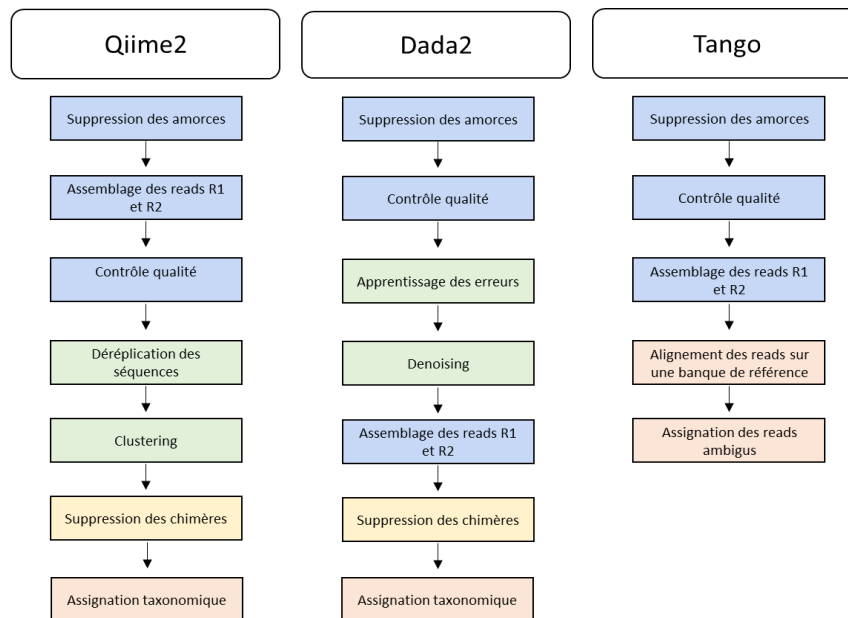 Qiime2
Suppression des amorces
Assemblage des reads R1
et R2
Contrôle qualité
Déréplication des
séquences
Clustering
Suppression des chimères
Assignation taxonomique
Dada2
Suppression des amorces
Contrôle qualité
Apprentissage des erreurs
Denoising
Assemblage des reads R1
et R2
Suppression des chimères
Assignation taxonomique
Tango
Suppression des amorces
Contrôle qualité
Assemblage des reads R1
et R2
Alignement des reads sur
une banque de référence
Assignation des reads
ambigus